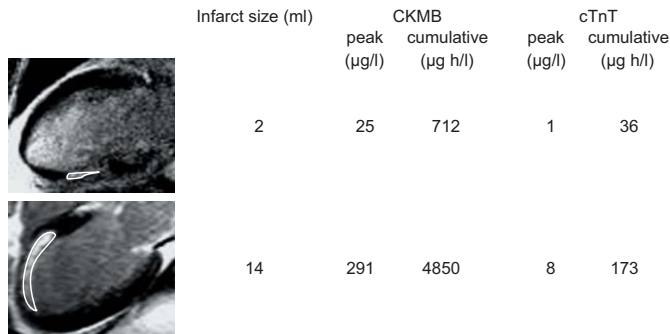 Infarct size (ml) CKMB cTnT
peak cumulative peak cumulative
(µg/l) (µg h/l) (µg/l) (µg h/l)
2 25 712 1 36
14 291 4850 8 173